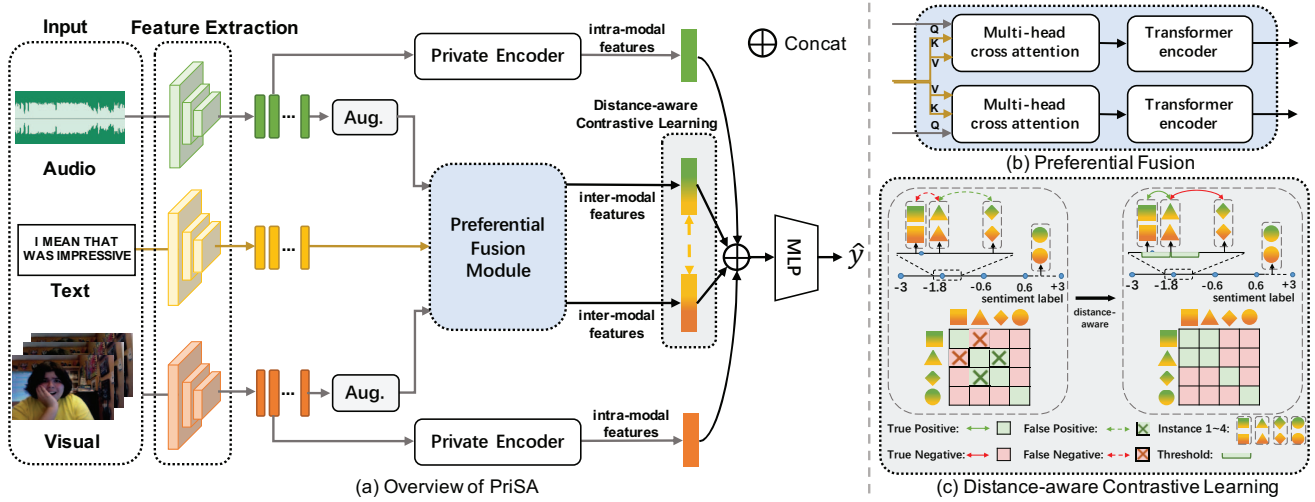 Input
Feature Extraction
Audio
I MEAN THAT
WAS IMPRESSIVE
Text
Visual
Aug.
Aug.
Private Encoder
Private Encoder
intra-modal
features
Distance-aware
Contrastive Learning
Preferential
Fusion
Module
inter-modal
features
inter-modal
features
intra-modal
features
Concat
MLP
ŷ
(a) Overview of PriSA
Q
K
V
V
K
Q
Multi-head
cross attention
Transformer
encoder
Multi-head
cross attention
Transformer
encoder
(b) Preferential Fusion
-3 -1.8 -0.6 0.6 +3
sentiment label
distance-
aware
-3 -1.8 -0.6 0.6 +3
sentiment label
True Positive: False Positive: Instance 1~4:
True Negative: False Negative: Threshold:
(c) Distance-aware Contrastive Learning